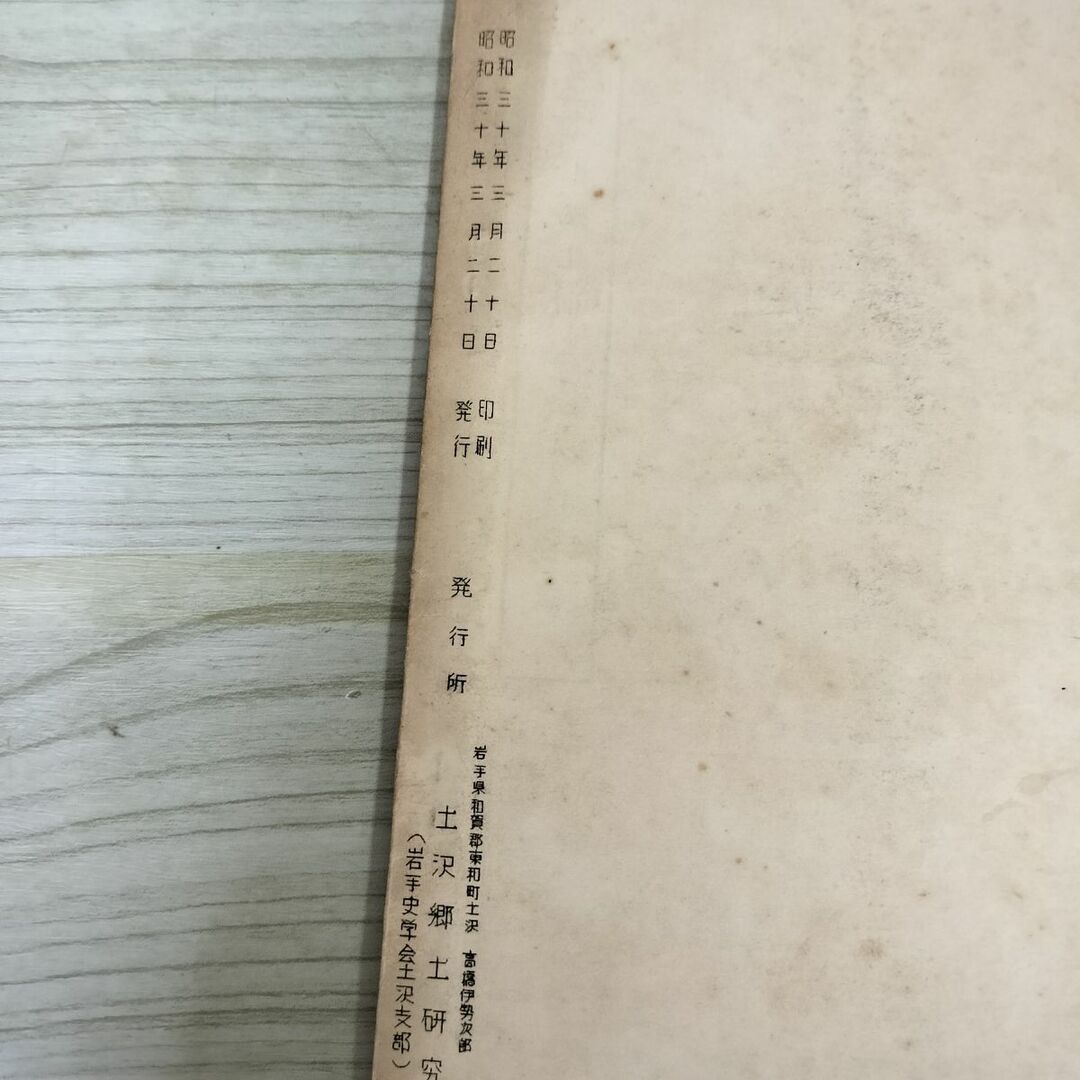 昭和三十年三月二十日 印刷
昭和三十年三月二十日 発行
発行所
岩手県和賀郡東和町土沢 高橋伊勢次郎
土沢郷土研究
(岩手史学会土沢支部)